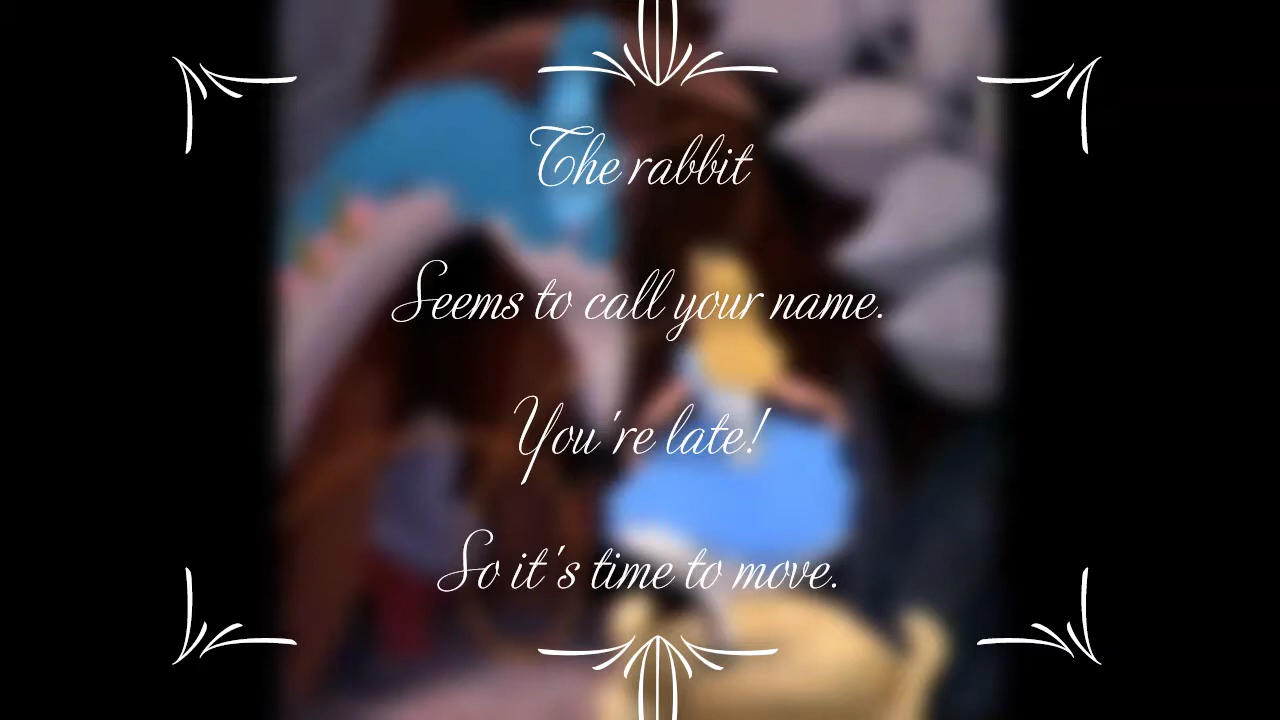 The rabbit
Seems to call your name.
You're late!
So it's time to move.